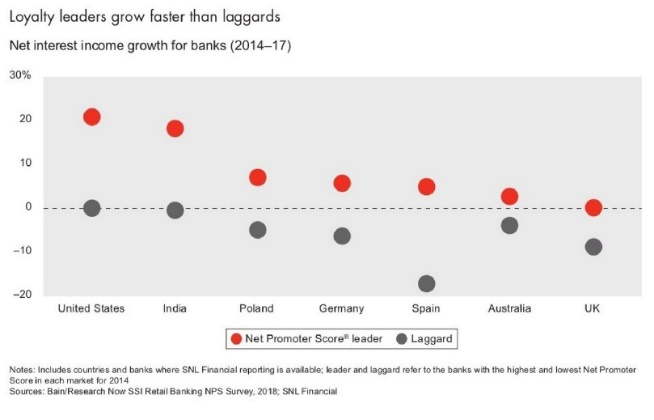 Loyalty leaders grow faster than laggards
Net interest income growth for banks (2014–17)
30%
20
10
0
–10
–20
United States India Poland Germany Spain Australia UK
Net Promoter Score® leader Laggard
Notes: Includes countries and banks where SNL Financial reporting is available; leader and laggard refer to the banks with the highest and lowest Net Promoter
Score in each market for 2014
Sources: Bain/Research Now SSI Retail Banking NPS Survey, 2018; SNL Financial